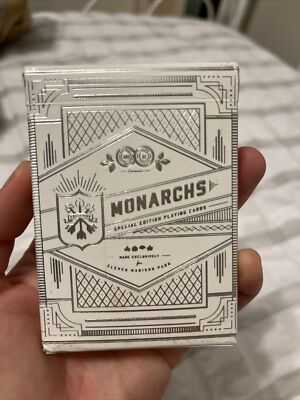 MONARCHS
SPECIAL EDITION PLAYING CARDS
MADE EXCLUSIVELY
for
ELEVEN MADISON PARK